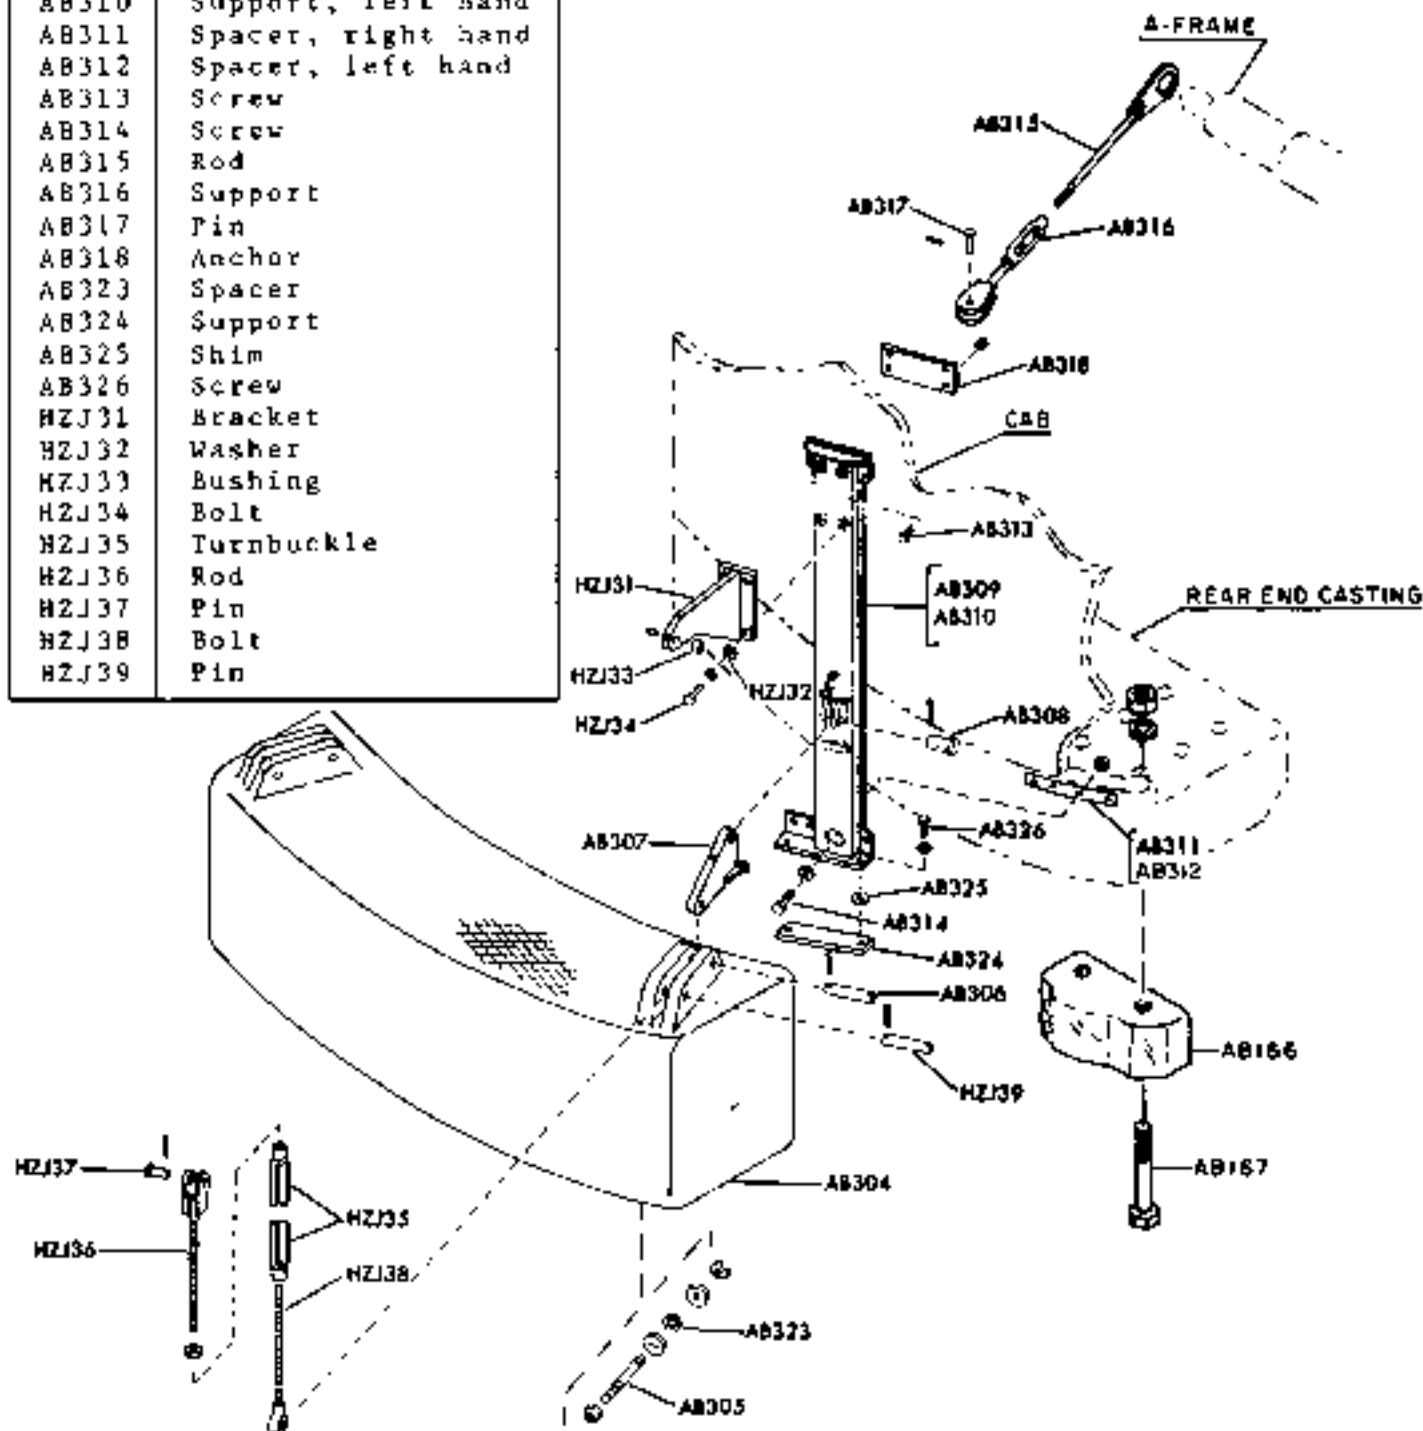 AB310 Support, left hand
AB311 Spacer, right hand
AB312 Spacer, left hand
AB313 Screw
AB314 Screw
AB315 Rod
AB316 Support
AB317 Pin
AB318 Anchor
AB323 Spacer
AB324 Support
AB325 Shim
AB326 Screw
HZJ31 Bracket
HZJ32 Washer
HZJ33 Bushing
HZJ34 Bolt
HZJ35 Turnbuckle
HZJ36 Rod
HZJ37 Pin
HZJ38 Bolt
HZJ39 Pin
A-FRAME
AB315
AB317
AB316
AB318
CAB
AB313
HZJ31
AB309
AB310
REAR END CASTING
HZJ33
HZJ32
HZJ34
AB308
AB307
AB326
AB311
AB312
AB325
AB314
AB324
AB306
AB166
HZJ39
HZJ37
AB304
AB167
HZJ35
HZJ36
HZJ38
AB323
AB305